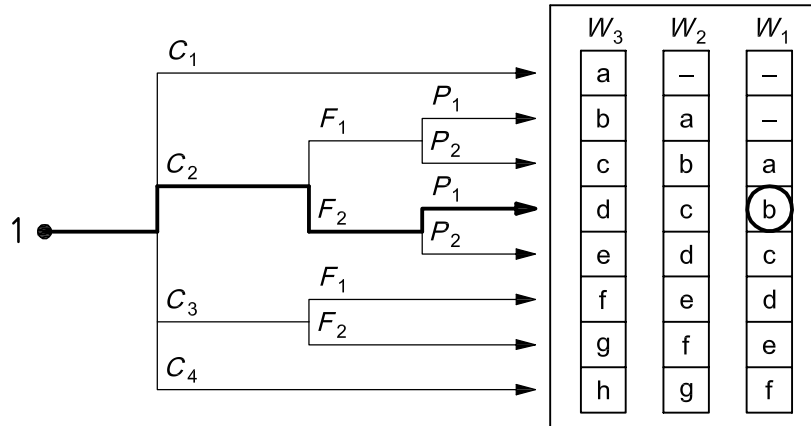 W3 W2 W1
C1 a – –
P1 b a –
F1
P2 c b a
C2
P1 d c b
F2
1
P2 e d c
F1 f e d
C3
F2 g f e
C4 h g f